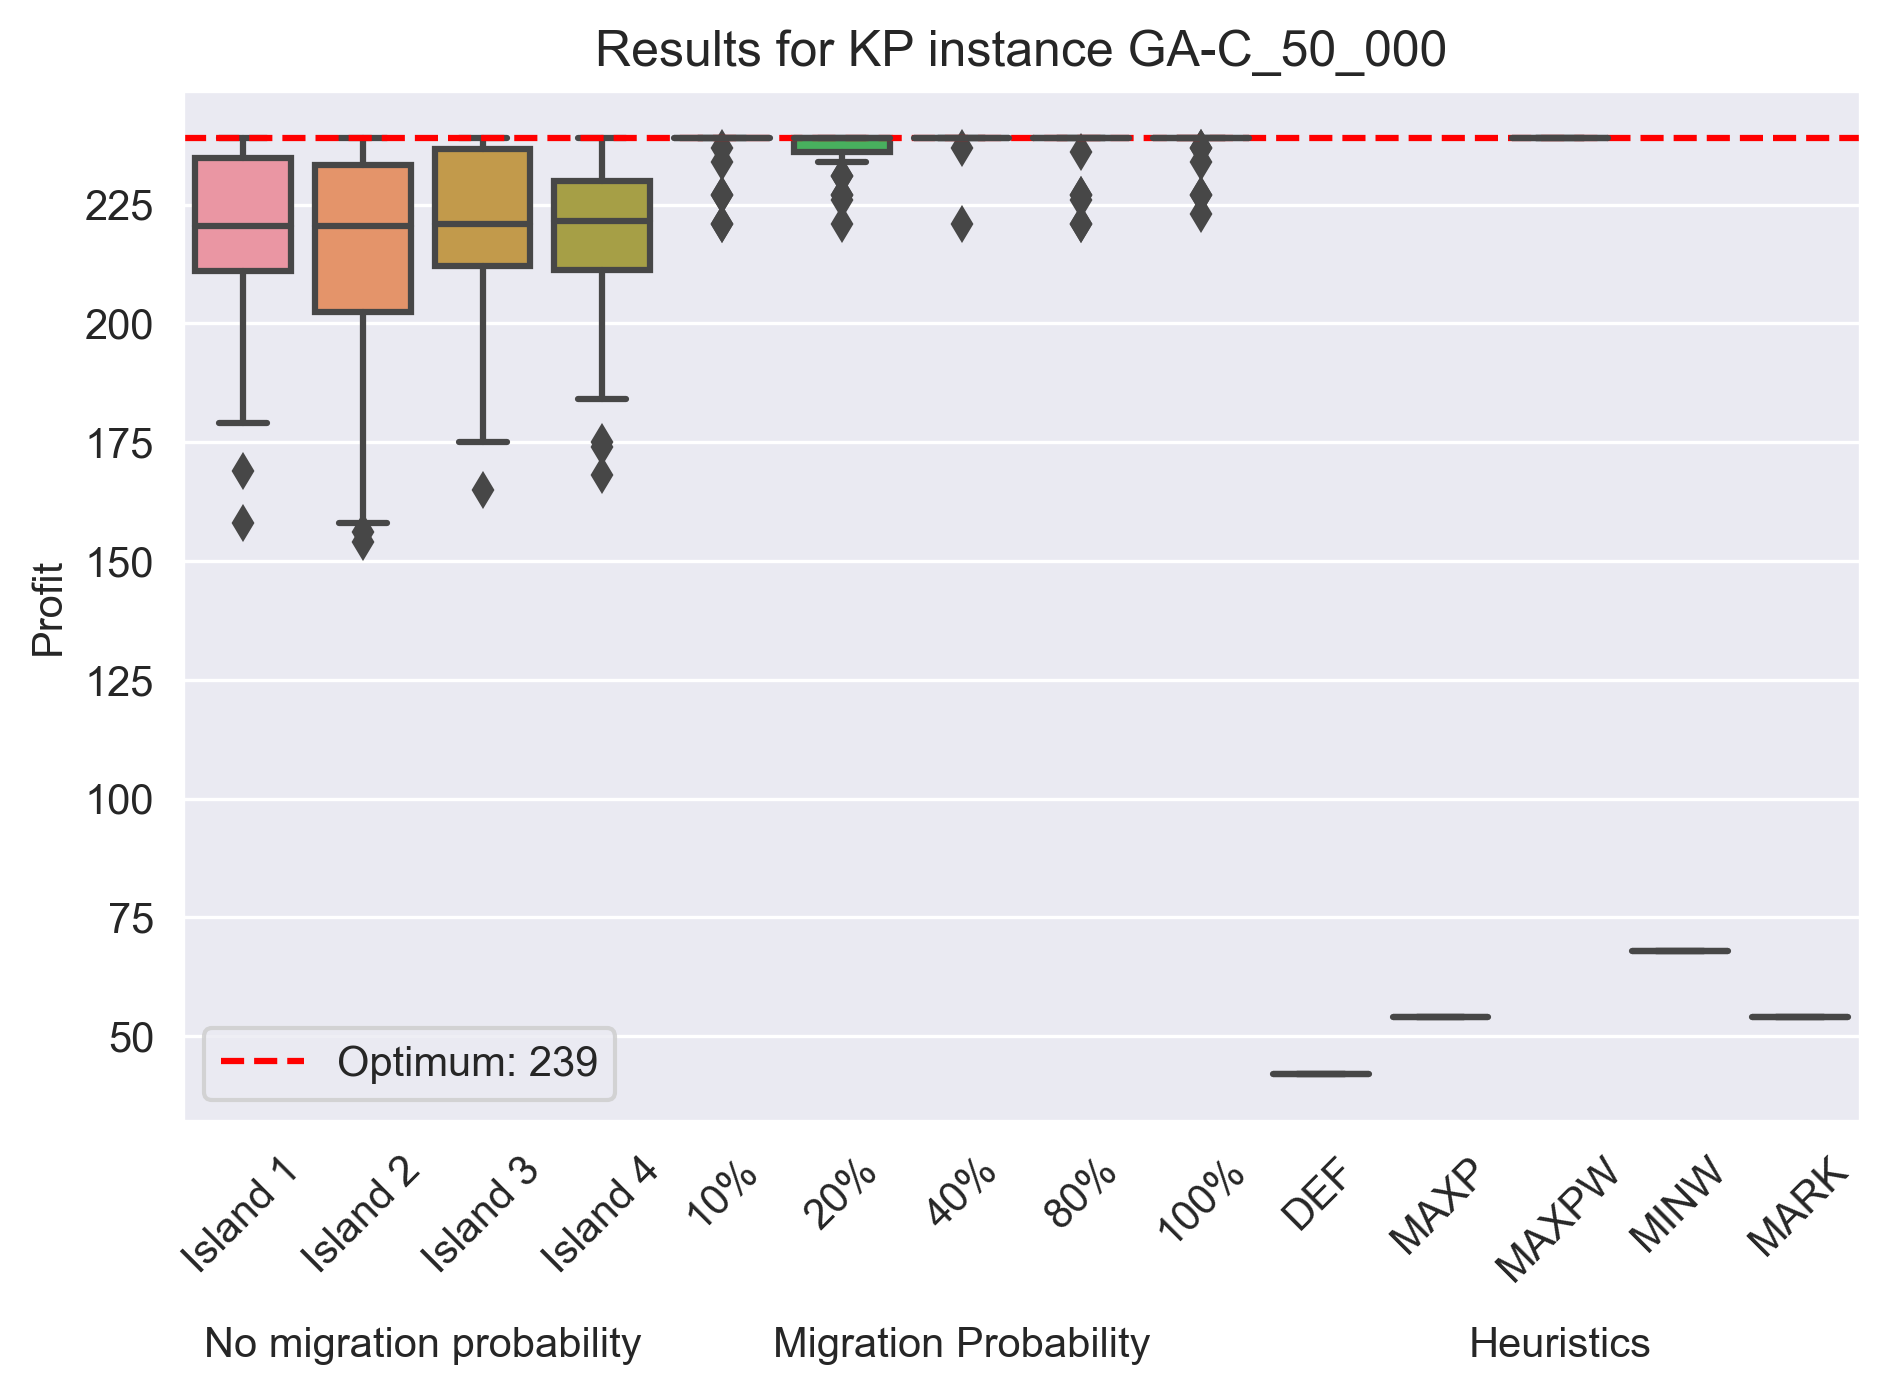 Results for KP instance GA-C_50_000
Profit
225
200
175
150
125
100
75
50
Optimum: 239
Island 1
Island 2
Island 3
Island 4
10%
20%
40%
80%
100%
DEF
MAXP
MAXPW
MINW
MARK
No migration probability
Migration Probability
Heuristics